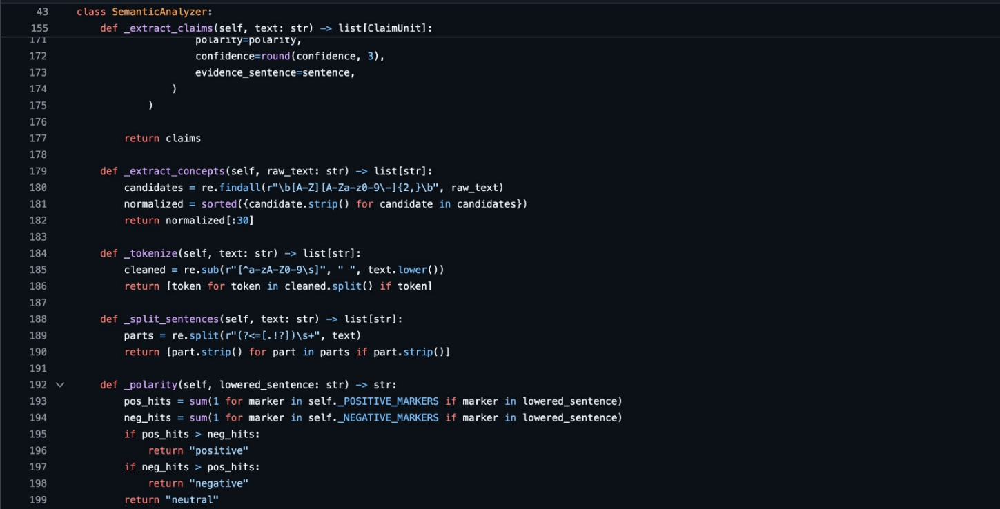 43 class SemanticAnalyzer:
155     def _extract_claims(self, text: str) -> list[ClaimUnit]:
171                     polarity=polarity,
172                     confidence=round(confidence, 3),
173                     evidence_sentence=sentence,
174                 )
175             )
176
177         return claims
178
179     def _extract_concepts(self, raw_text: str) -> list[str]:
180         candidates = re.findall(r"\b[A-Z][A-Za-z0-9\-]{2,}\b", raw_text)
181         normalized = sorted({candidate.strip() for candidate in candidates})
182         return normalized[:30]
183
184     def _tokenize(self, text: str) -> list[str]:
185         cleaned = re.sub(r"[^a-zA-Z0-9\s]", " ", text.lower())
186         return [token for token in cleaned.split() if token]
187
188     def _split_sentences(self, text: str) -> list[str]:
189         parts = re.split(r"(?<=[.!?])\s+", text)
190         return [part.strip() for part in parts if part.strip()]
191
192     def _polarity(self, lowered_sentence: str) -> str:
193         pos_hits = sum(1 for marker in self._POSITIVE_MARKERS if marker in lowered_sentence)
194         neg_hits = sum(1 for marker in self._NEGATIVE_MARKERS if marker in lowered_sentence)
195         if pos_hits > neg_hits:
196             return "positive"
197         if neg_hits > pos_hits:
198             return "negative"
199         return "neutral"